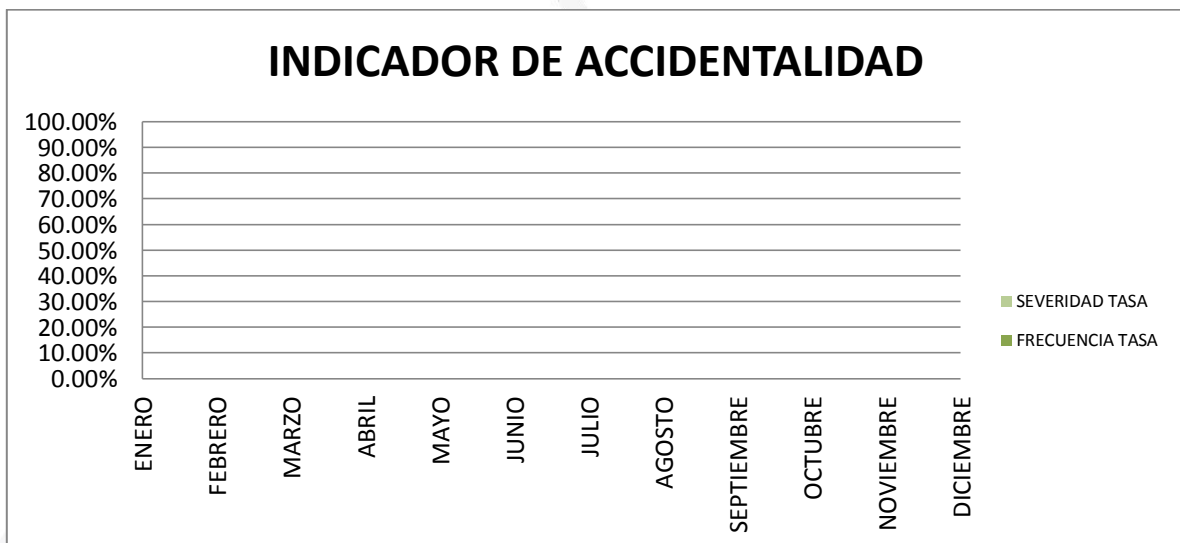 INDICADOR DE ACCIDENTALIDAD
100.00%
90.00%
80.00%
70.00%
60.00%
50.00%
40.00%
30.00%
20.00%
10.00%
0.00%
ENERO
FEBRERO
MARZO
ABRIL
MAYO
JUNIO
JULIO
AGOSTO
SEPTIEMBRE
OCTUBRE
NOVIEMBRE
DICIEMBRE
SEVERIDAD TASA
FRECUENCIA TASA